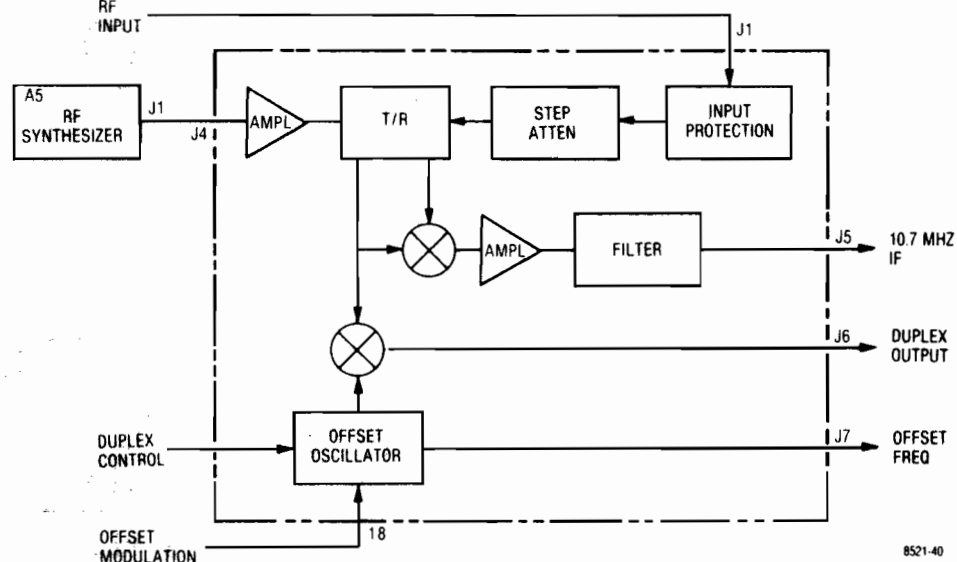 RF
INPUT
J1
A5
RF
SYNTHESIZER
J1
J4
AMPL
T/R
STEP
ATTEN
INPUT
PROTECTION
AMPL
FILTER
J5
10.7 MHZ
IF
J6
DUPLEX
OUTPUT
DUPLEX
CONTROL
OFFSET
OSCILLATOR
J7
OFFSET
FREQ
18
OFFSET
MODULATION
8521-40